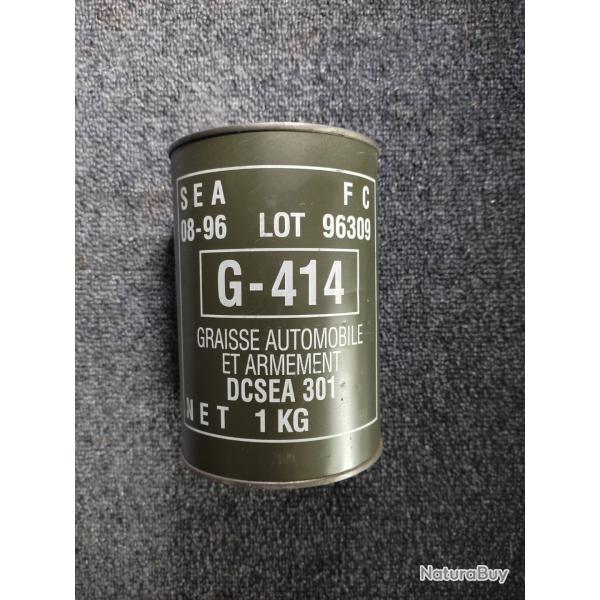 SEA FC
08-96 LOT 96309
G-414
GRAISSE AUTOMOBILE
ET ARMEMENT
DCSEA 301
NET 1 KG
NaturaBuy